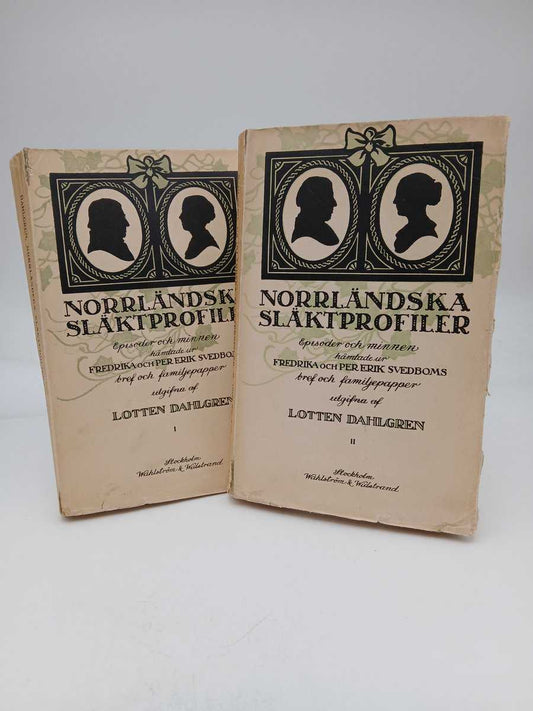 NORRLÄNDSKA
SLÄKTPROFILER
Episoder och minnen
hämtade ur
FREDRIKA OCH PER ERIK SVEDBOMS
bref och familjepapper
utgifna af
LOTTEN DAHLGREN
I
Stockholm
Wahlström & Widstrand
NORRLÄNDSKA
SLÄKTPROFILER
Episoder och minnen
hämtade ur
FREDRIKA OCH PER ERIK SVEDBOMS
bref och familjepapper
utgifna af
LOTTEN DAHLGREN
II
Stockholm
Wahlström & Widstrand